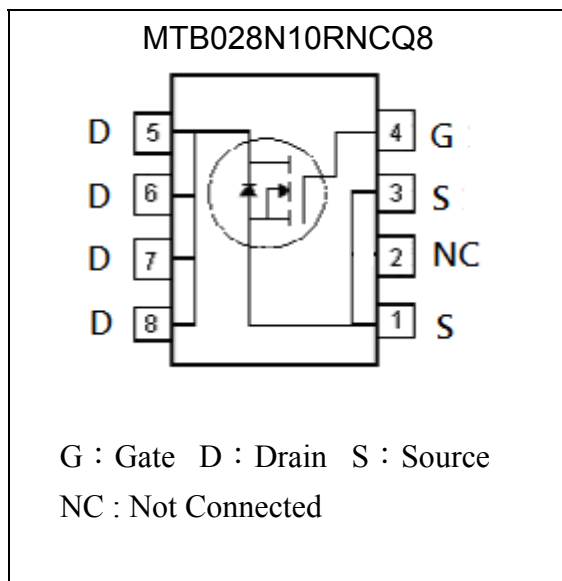 MTB028N10RNCQ8
D 5 4 G
D 6 3 S
D 7 2 NC
D 8 1 S
G：Gate D：Drain S：Source
NC : Not Connected